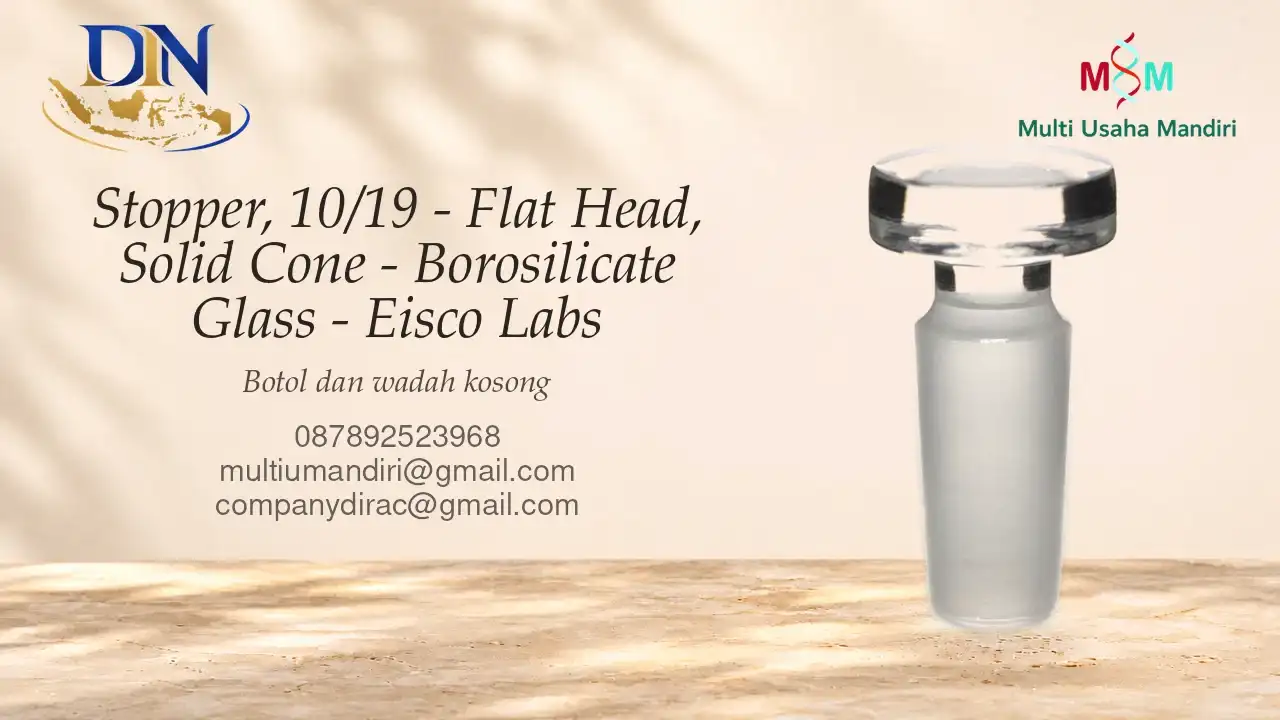 DIN
M M
Multi Usaha Mandiri
Stopper, 10/19 - Flat Head,
Solid Cone - Borosilicate
Glass - Eisco Labs
Botol dan wadah kosong
087892523968
multiumandiri@gmail.com
companydirac@gmail.com